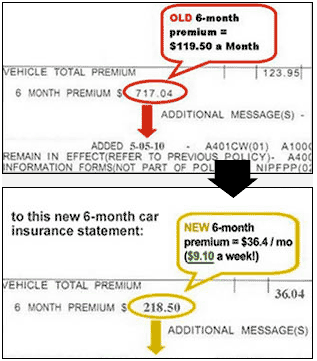 OLD 6-month
premium =
$119.50 a Month
VEHICLE TOTAL PREMIUM 123.95
6 MONTH PREMIUM $ 717.04
ADDITIONAL MESSAGE(S) -
ADDED 5-05-10 - A401CW(01) A1000
REMAIN IN EFFECT(REFER TO PREVIOUS POLICY)- A400
INFORMATION FORMS(NOT PART OF POL NIPFPP(02
to this new 6-month car
insurance statement:
NEW 6-month
premium = $36.4 / mo
($9.10 a week!)
VEHICLE TOTAL PREMIUM 36.04
6 MONTH PREMIUM $ 218.50
ADDITIONAL MESSAGE(S)